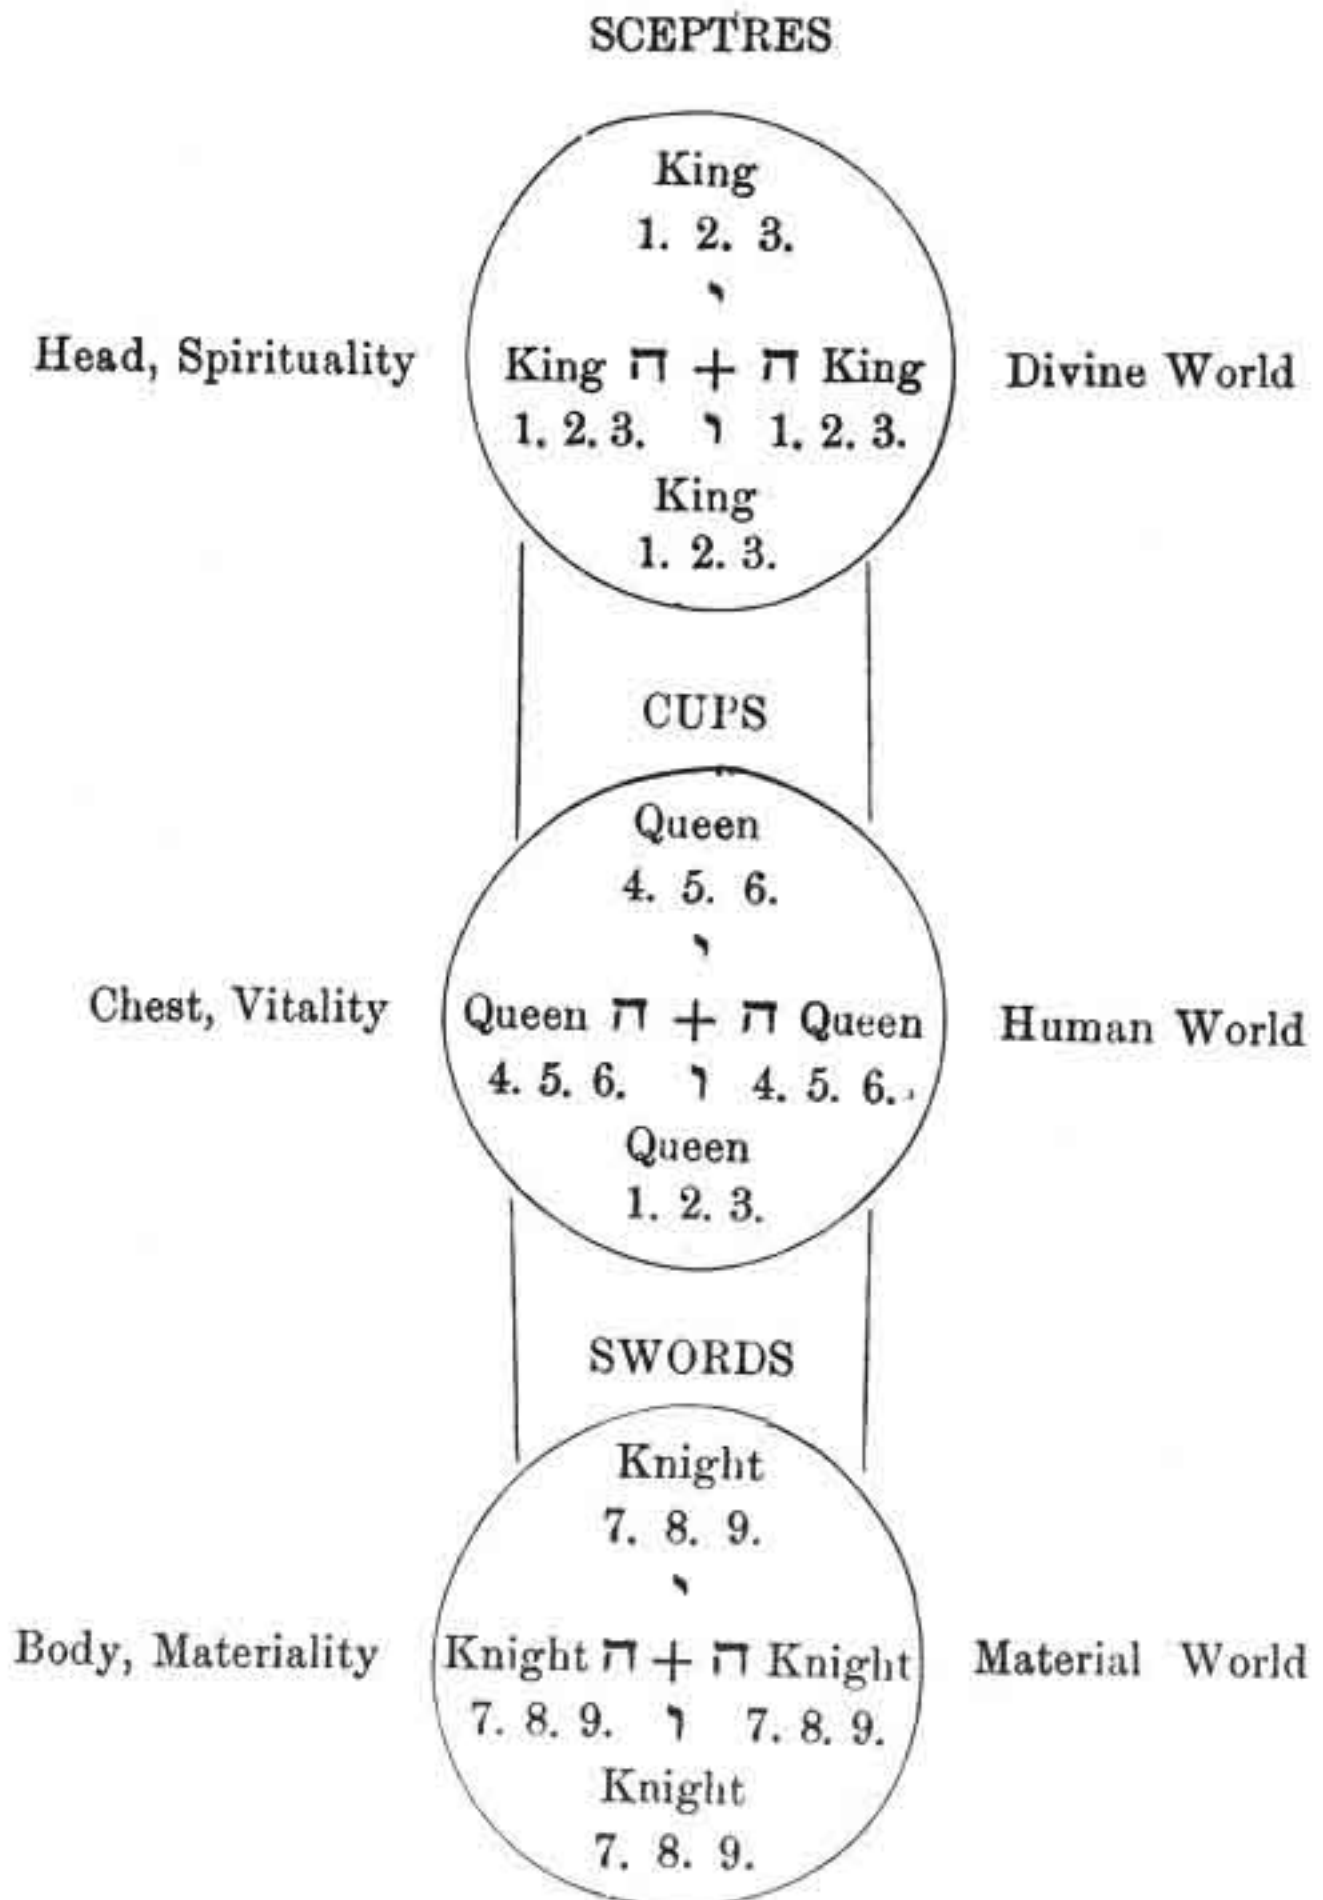 SCEPTRES
King
1. 2. 3.
י
Head, Spirituality King ה + ה King Divine World
1. 2. 3. ו 1. 2. 3.
King
1. 2. 3.
CUPS
Queen
4. 5. 6.
י
Chest, Vitality Queen ה + ה Queen Human World
4. 5. 6. ו 4. 5. 6.
Queen
1. 2. 3.
SWORDS
Knight
7. 8. 9.
י
Body, Materiality Knight ה + ה Knight Material World
7. 8. 9. ו 7. 8. 9.
Knight
7. 8. 9.